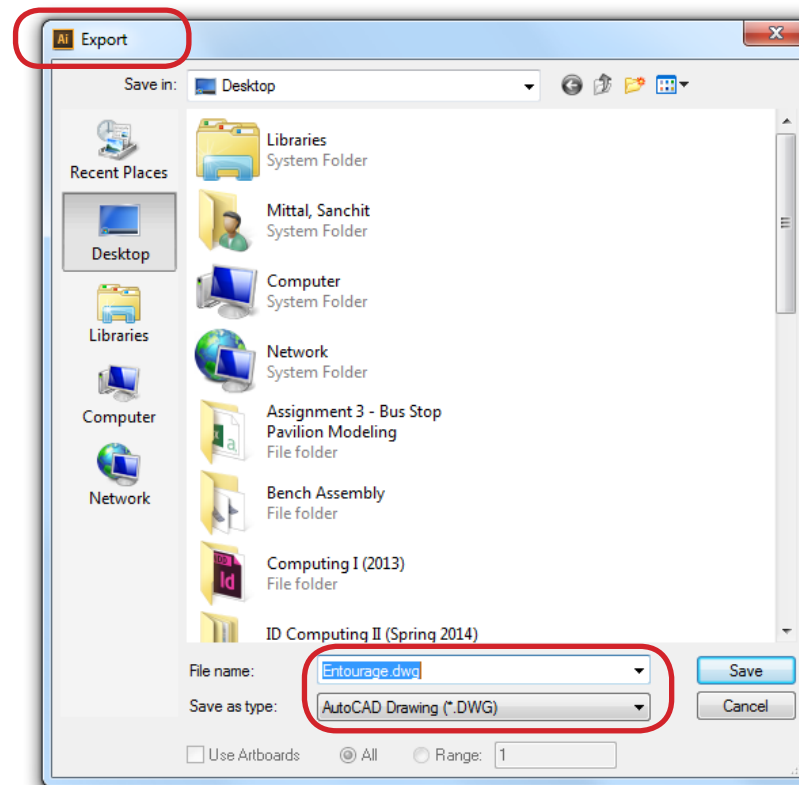 Ai Export
Save in: Desktop
Recent Places
Desktop
Libraries
Computer
Network
Libraries
System Folder
Mittal, Sanchit
System Folder
Computer
System Folder
Network
System Folder
Assignment 3 - Bus Stop
Pavilion Modeling
File folder
Bench Assembly
File folder
Computing I (2013)
File folder
ID Computing II (Spring 2014)
File name: Entourage.dwg Save
Save as type: AutoCAD Drawing (*.DWG) Cancel
Use Artboards All Range: 1